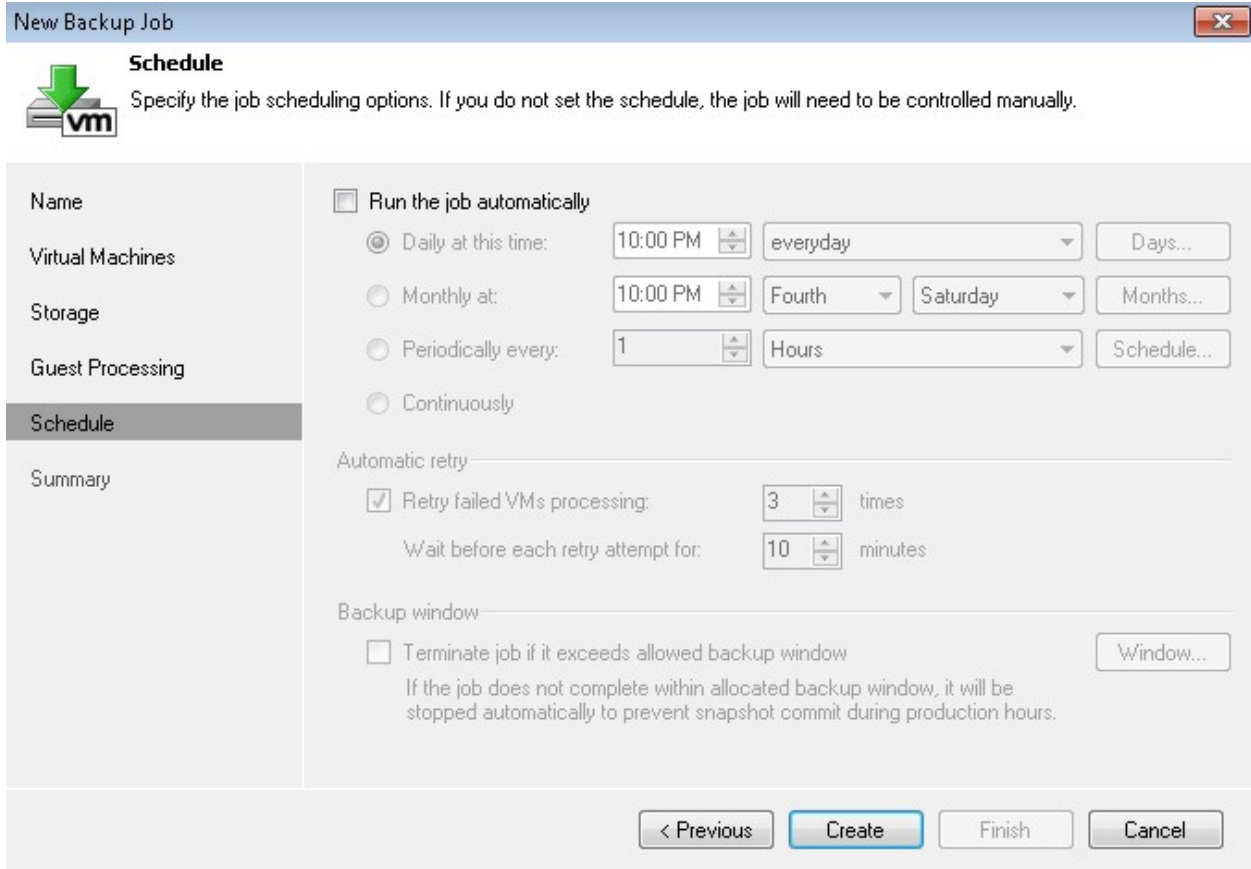 New Backup Job
Schedule
Specify the job scheduling options. If you do not set the schedule, the job will need to be controlled manually.
vm
Name
Virtual Machines
Storage
Guest Processing
Schedule
Summary
Run the job automatically
Daily at this time: 10:00 PM everyday Days...
Monthly at: 10:00 PM Fourth Saturday Months...
Periodically every: 1 Hours Schedule...
Continuously
Automatic retry
Retry failed VMs processing: 3 times
Wait before each retry attempt for: 10 minutes
Backup window
Terminate job if it exceeds allowed backup window Window...
If the job does not complete within allocated backup window, it will be
stopped automatically to prevent snapshot commit during production hours.
< Previous Create Finish Cancel